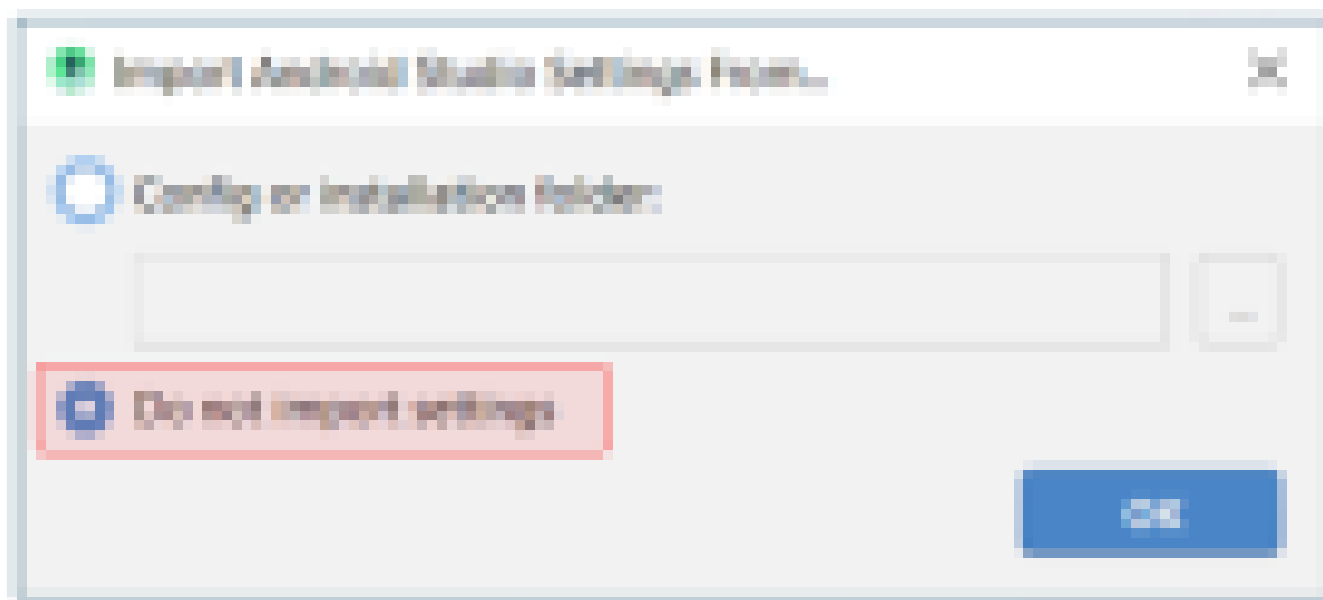 Import Android Studio Settings From...
Config or installation folder:
...
Do not import settings
OK